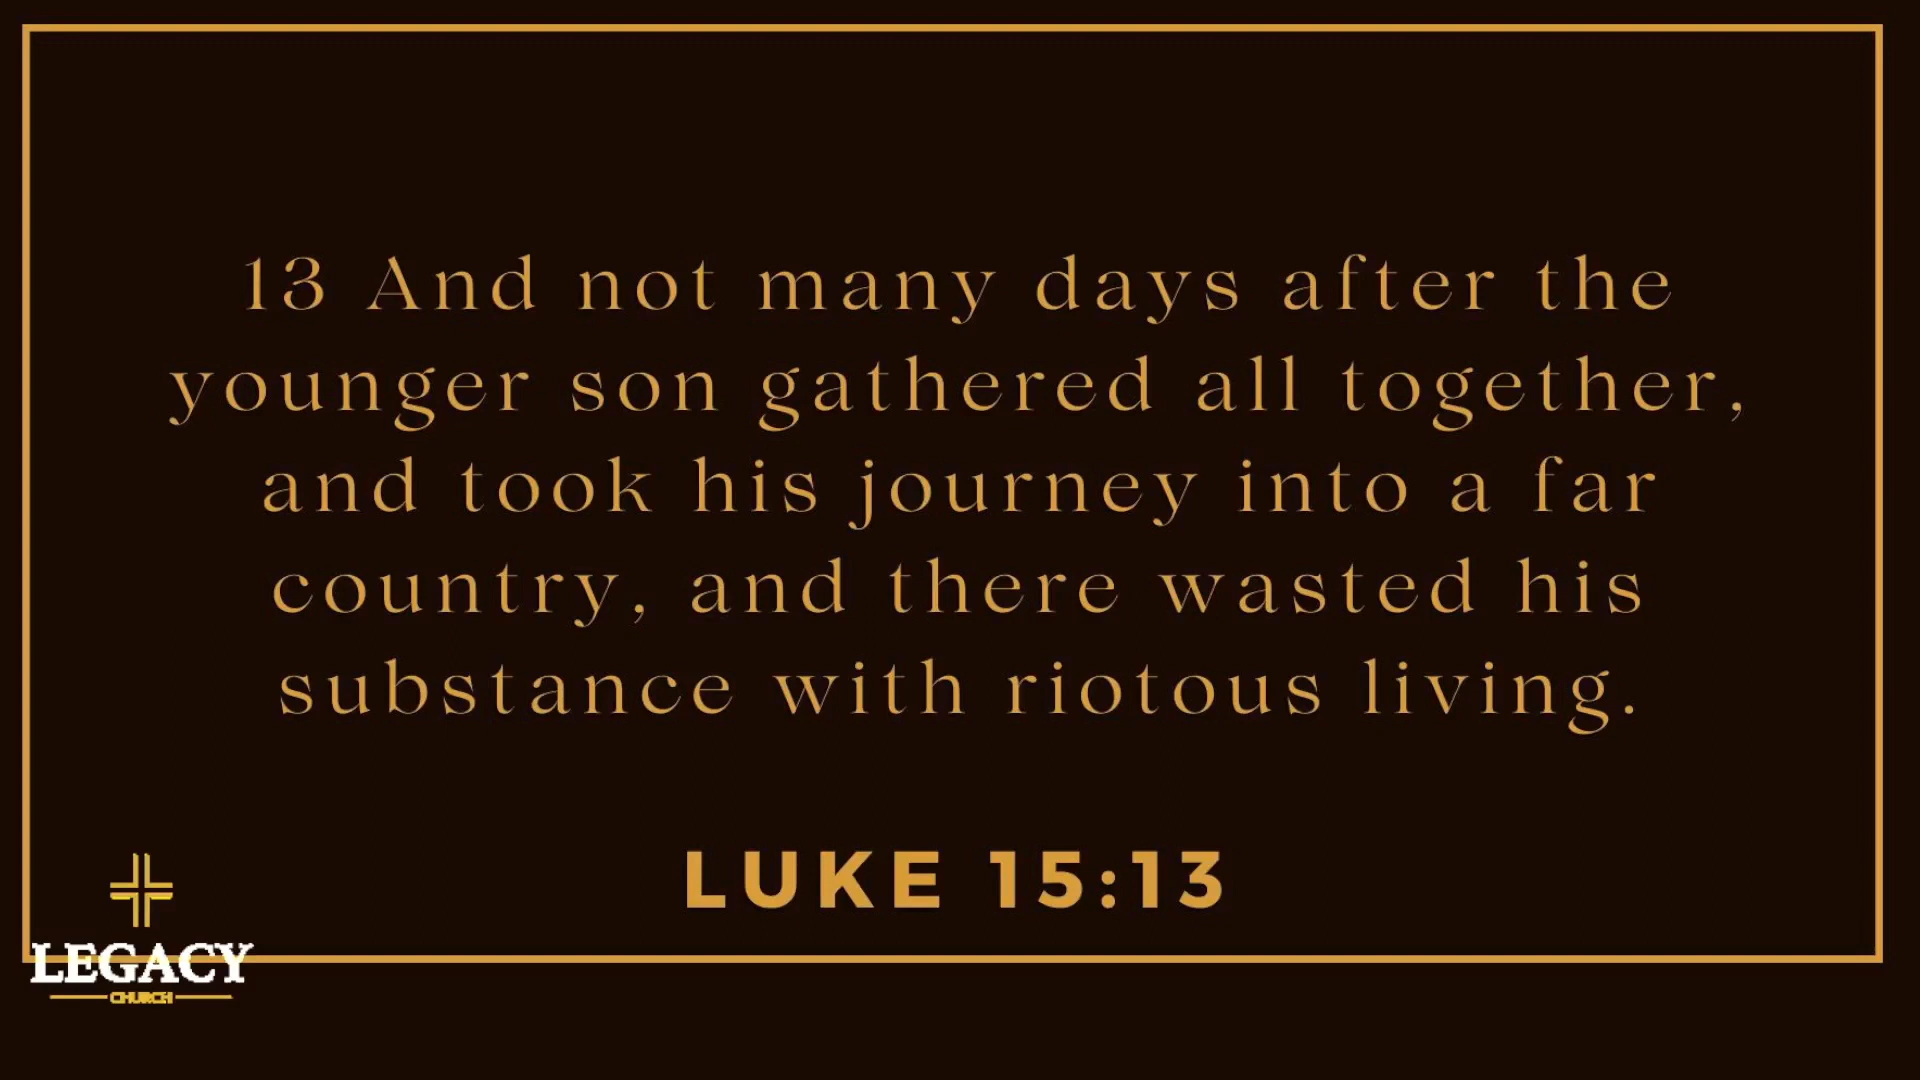 13 And not many days after the
younger son gathered all together,
and took his journey into a far
country, and there wasted his
substance with riotous living.
LUKE 15:13
LEGACY
CHURCH